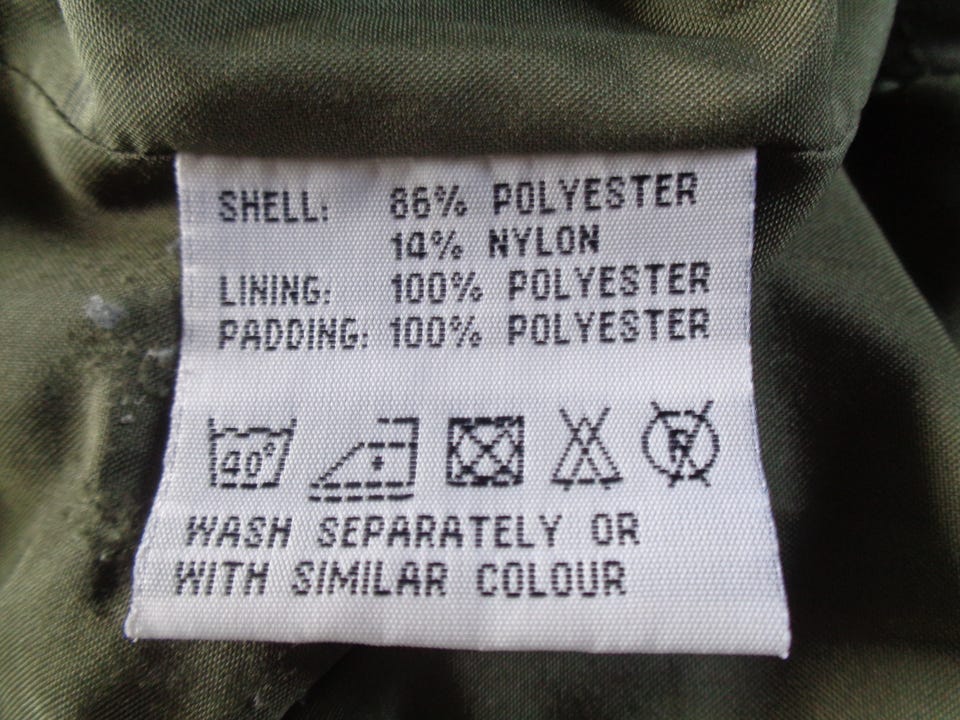 SHELL: 86% POLYESTER
14% NYLON
LINING: 100% POLYESTER
PADDING: 100% POLYESTER
40° R
WASH SEPARATELY OR
WITH SIMILAR COLOUR